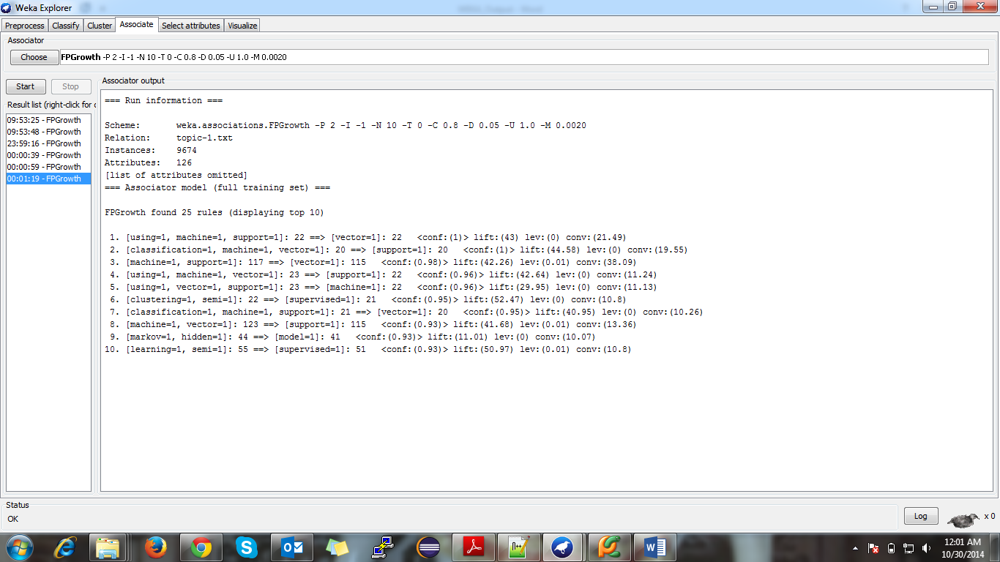 Weka Explorer
Preprocess Classify Cluster Associate Select attributes Visualize
Associator
Choose FPGrowth -P 2 -I -1 -N 10 -T 0 -C 0.8 -D 0.05 -U 1.0 -M 0.0020
Start Stop
Result list (right-click for o
09:53:25 - FPGrowth
09:53:48 - FPGrowth
23:59:16 - FPGrowth
00:00:39 - FPGrowth
00:00:59 - FPGrowth
00:01:19 - FPGrowth
Associator output
=== Run information ===
Scheme: weka.associations.FPGrowth -P 2 -I -1 -N 10 -T 0 -C 0.8 -D 0.05 -U 1.0 -M 0.0020
Relation: topic-1.txt
Instances: 9674
Attributes: 126
[list of attributes omitted]
=== Associator model (full training set) ===
FPGrowth found 25 rules (displaying top 10)
1. [using=1, machine=1, support=1]: 22 ==> [vector=1]: 22 <conf:(1)> lift:(43) lev:(0) conv:(21.49)
2. [classification=1, machine=1, vector=1]: 20 ==> [support=1]: 20 <conf:(1)> lift:(44.58) lev:(0) conv:(19.55)
3. [machine=1, support=1]: 117 ==> [vector=1]: 115 <conf:(0.98)> lift:(42.26) lev:(0.01) conv:(38.09)
4. [using=1, machine=1, vector=1]: 23 ==> [support=1]: 22 <conf:(0.96)> lift:(42.64) lev:(0) conv:(11.24)
5. [using=1, vector=1, support=1]: 23 ==> [machine=1]: 22 <conf:(0.96)> lift:(29.95) lev:(0) conv:(11.13)
6. [clustering=1, semi=1]: 22 ==> [supervised=1]: 21 <conf:(0.95)> lift:(52.47) lev:(0) conv:(10.8)
7. [classification=1, machine=1, support=1]: 21 ==> [vector=1]: 20 <conf:(0.95)> lift:(40.95) lev:(0) conv:(10.26)
8. [machine=1, vector=1]: 123 ==> [support=1]: 115 <conf:(0.93)> lift:(41.68) lev:(0.01) conv:(13.36)
9. [markov=1, hidden=1]: 44 ==> [model=1]: 41 <conf:(0.93)> lift:(11.01) lev:(0) conv:(10.07)
10. [learning=1, semi=1]: 55 ==> [supervised=1]: 51 <conf:(0.93)> lift:(50.97) lev:(0.01) conv:(10.8)
Status
OK
Log x 0
12:01 AM
10/30/2014